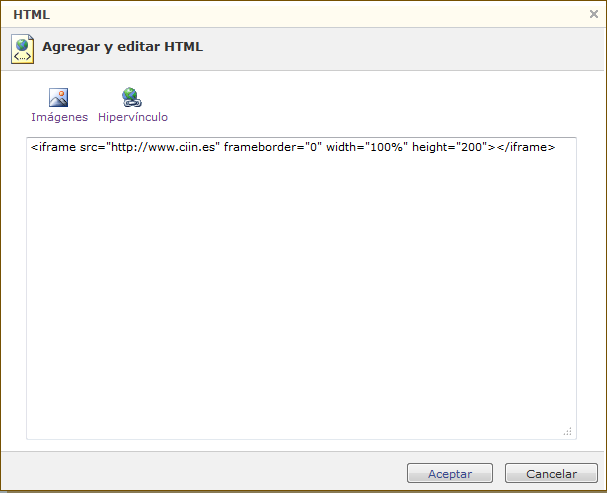 HTML
Agregar y editar HTML
Imágenes Hipervínculo
<iframe src="http://www.ciin.es" frameborder="0" width="100%" height="200"></iframe>
Aceptar Cancelar